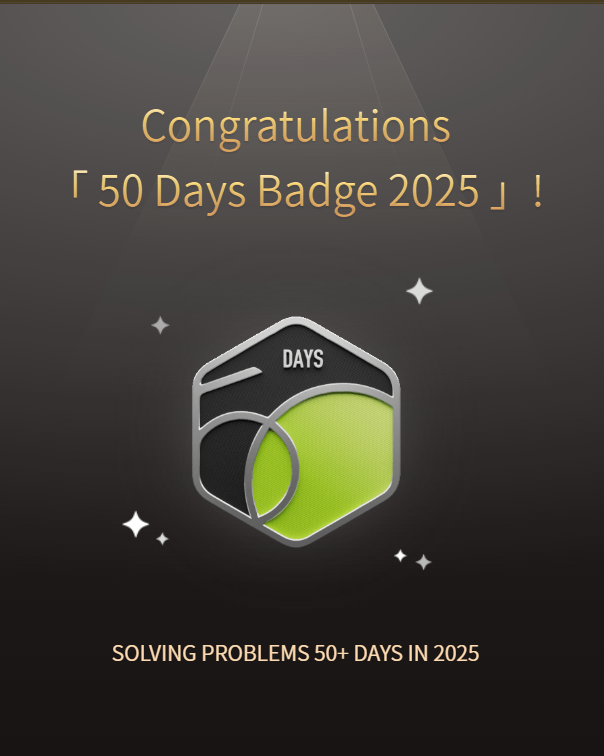 Congratulations
「 50 Days Badge 2025 」!
DAYS
SOLVING PROBLEMS 50+ DAYS IN 2025